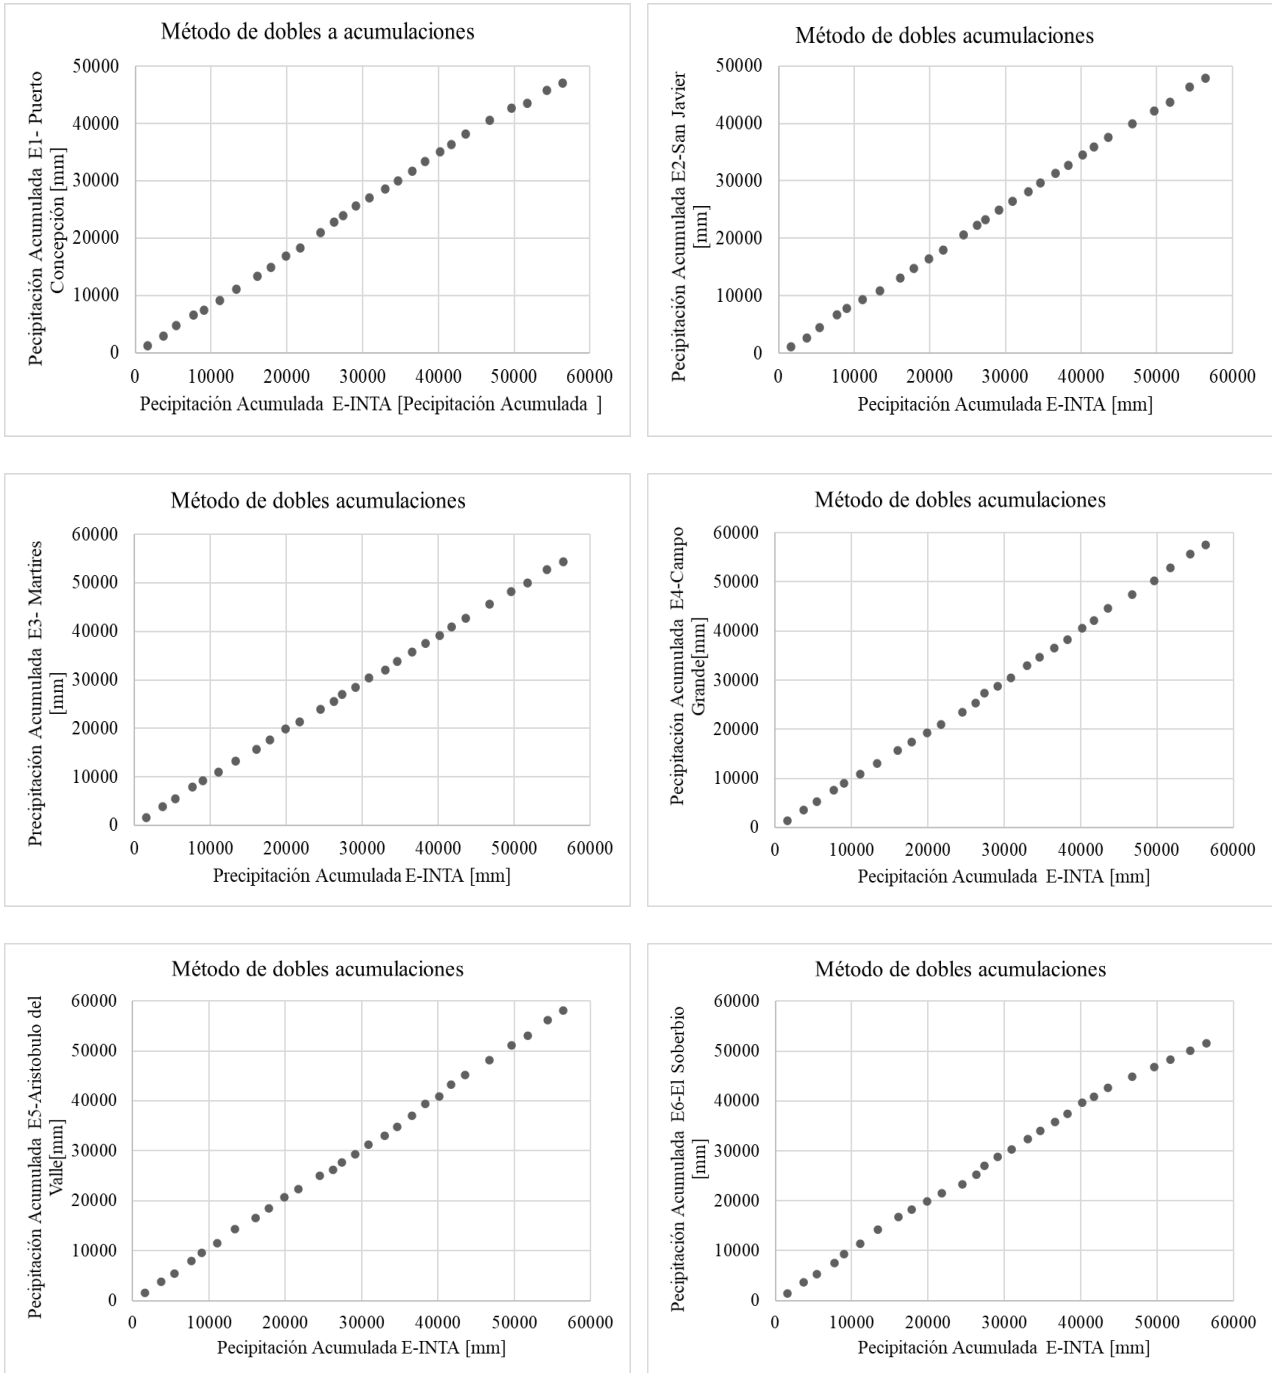 Método de dobles a acumulaciones
Pecipitación Acumulada E1- Puerto
Concepción [mm]
50000
40000
30000
20000
10000
0
0 10000 20000 30000 40000 50000 60000
Pecipitación Acumulada E-INTA [Pecipitación Acumulada ]
Método de dobles acumulaciones
Pecipitación Acumulada E2-San Javier
[mm]
50000
40000
30000
20000
10000
0
0 10000 20000 30000 40000 50000 60000
Pecipitación Acumulada E-INTA [mm]
Método de dobles acumulaciones
Precipitación Acumulada E3- Martires
[mm]
60000
50000
40000
30000
20000
10000
0
0 10000 20000 30000 40000 50000 60000
Precipitación Acumulada E-INTA [mm]
Método de dobles acumulaciones
Pecipitación Acumulada E4-Campo
Grande[mm]
60000
50000
40000
30000
20000
10000
0
0 10000 20000 30000 40000 50000 60000
Pecipitación Acumulada E-INTA [mm]
Método de dobles acumulaciones
Pecipitación Acumulada E5-Aristobulo del
Valle[mm]
60000
50000
40000
30000
20000
10000
0
0 10000 20000 30000 40000 50000 60000
Pecipitación Acumulada E-INTA [mm]
Método de dobles acumulaciones
Pecipitación Acumulada E6-El Soberbio
[mm]
60000
50000
40000
30000
20000
10000
0
0 10000 20000 30000 40000 50000 60000
Pecipitación Acumulada E-INTA [mm]